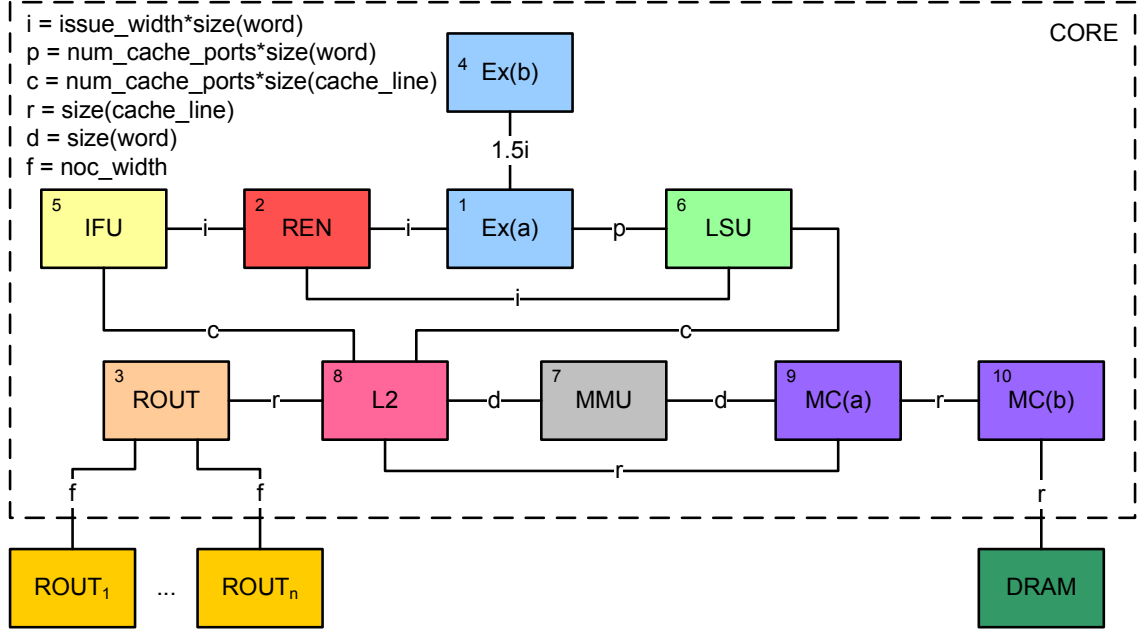 i = issue_width*size(word)
p = num_cache_ports*size(word)
c = num_cache_ports*size(cache_line)
r = size(cache_line)
d = size(word)
f = noc_width
CORE
4 Ex(b)
1.5i
5 IFU
i
2 REN
i
1 Ex(a)
p
6 LSU
i
c
c
3 ROUT
r
8 L2
d
7 MMU
d
9 MC(a)
r
10 MC(b)
r
f
f
r
ROUT₁
...
ROUTₙ
DRAM